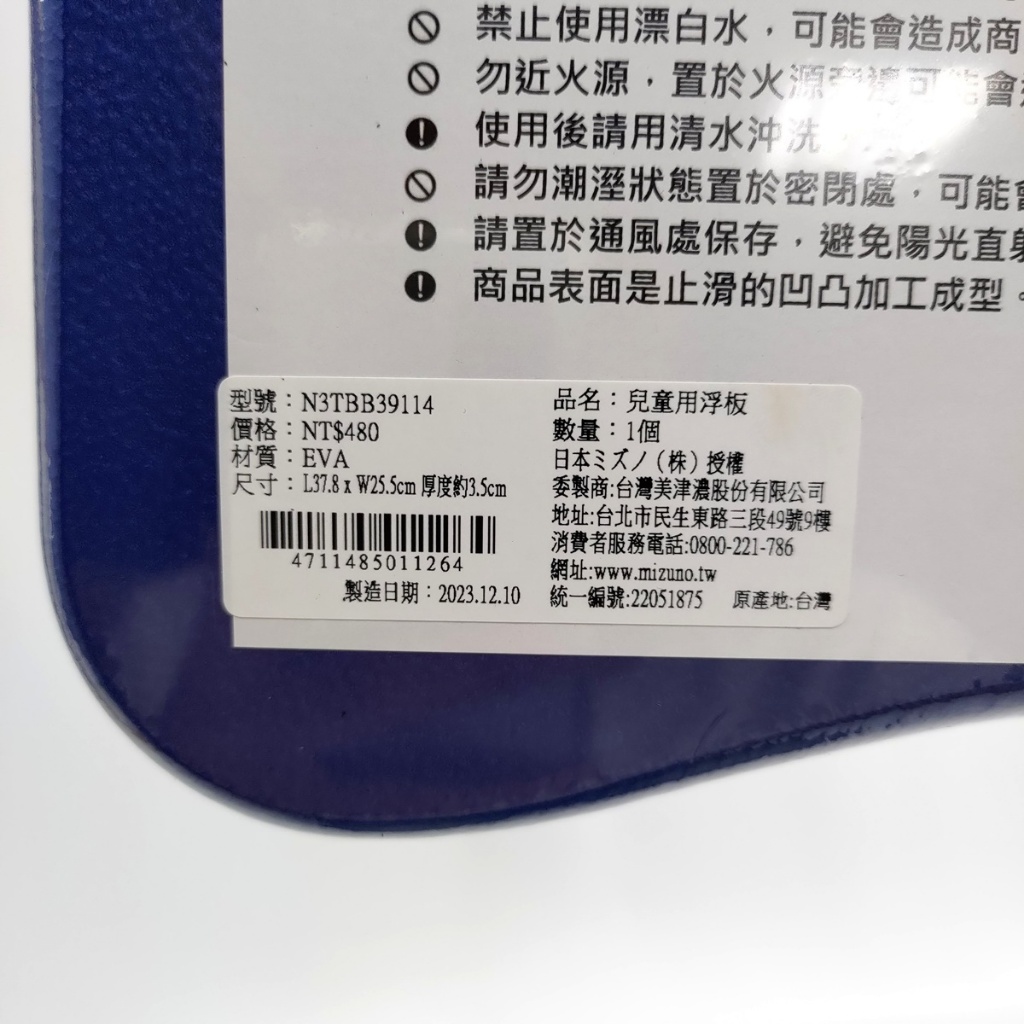 禁止使用漂白水，可能會造成商
勿近火源，置於火源旁邊可能會
使用後請用清水沖洗
請勿潮溼狀態置於密閉處，可能會
請置於通風處保存，避免陽光直射
商品表面是止滑的凹凸加工成型。
型號：N3TBB39114
價格：NT$480
材質：EVA
尺寸：L37.8 x W25.5cm 厚度約3.5cm
4711485011264
製造日期：2023.12.10
品名：兒童用浮板
數量：1個
日本ミズノ（株）授權
委製商:台灣美津濃股份有限公司
地址:台北市民生東路三段49號9樓
消費者服務電話:0800-221-786
網址:www.mizuno.tw
統一編號:22051875 原產地:台灣